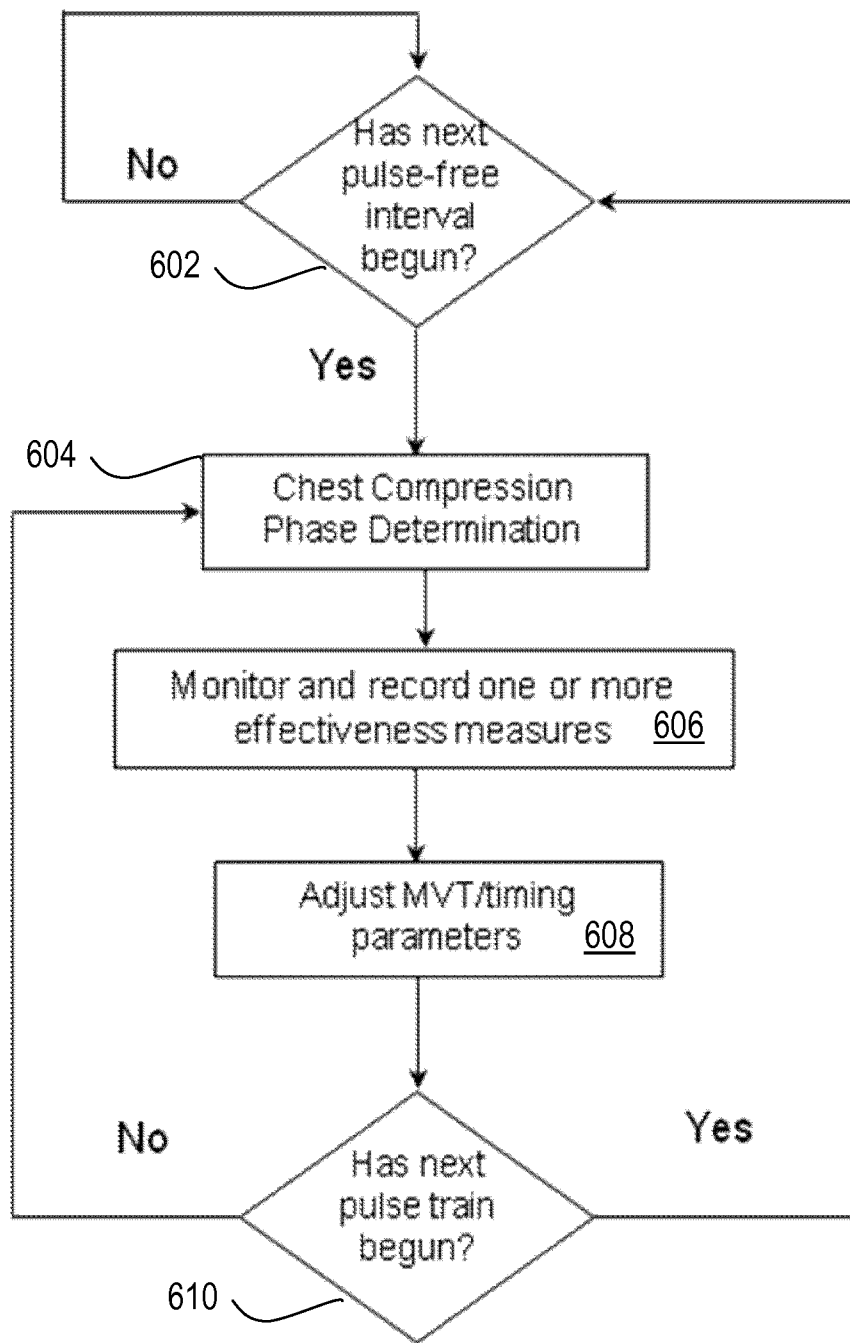 Has next
pulse-free
interval
begun?
No
602
Yes
604
Chest Compression
Phase Determination
Monitor and record one or more
effectiveness measures 606
Adjust MVT/timing
parameters 608
No
Yes
Has next
pulse train
begun?
610